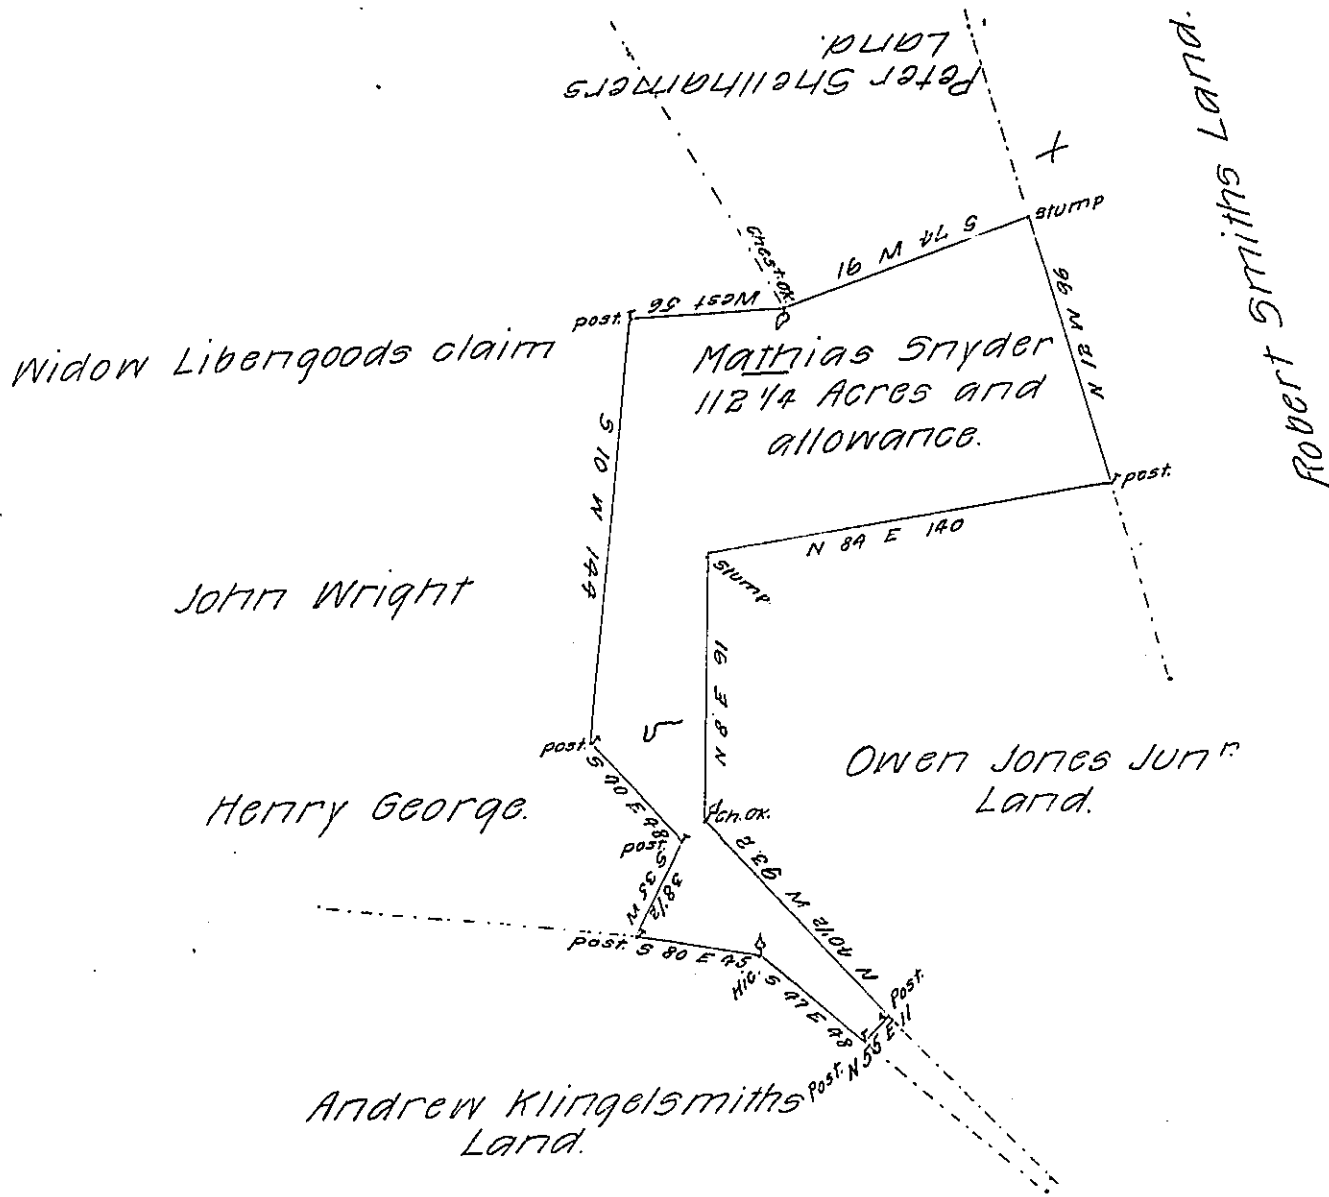 Peter Shellhamers
Land.
Robert Smiths Land.
X
stump
S 74 W 91
Chest.ok.
West 56
post.
N 12 W 96
Widow Libengoods claim
Mathias Snyder
112 1/4 Acres and
allowance.
S 10 W 144
post.
N 84 E 140
stump
John Wright
N 8 E 91
post.
Owen Jones Junr.
Land.
Henry George.
S 40 E 48
ch.ok.
post.
S 35 W
38 1/2
N 40 1/2 W 93.2
post. S 80 E 45
Hic.
S 47 E 48
Post.
post. N 55 E 11
Andrew Klingelsmiths
Land.